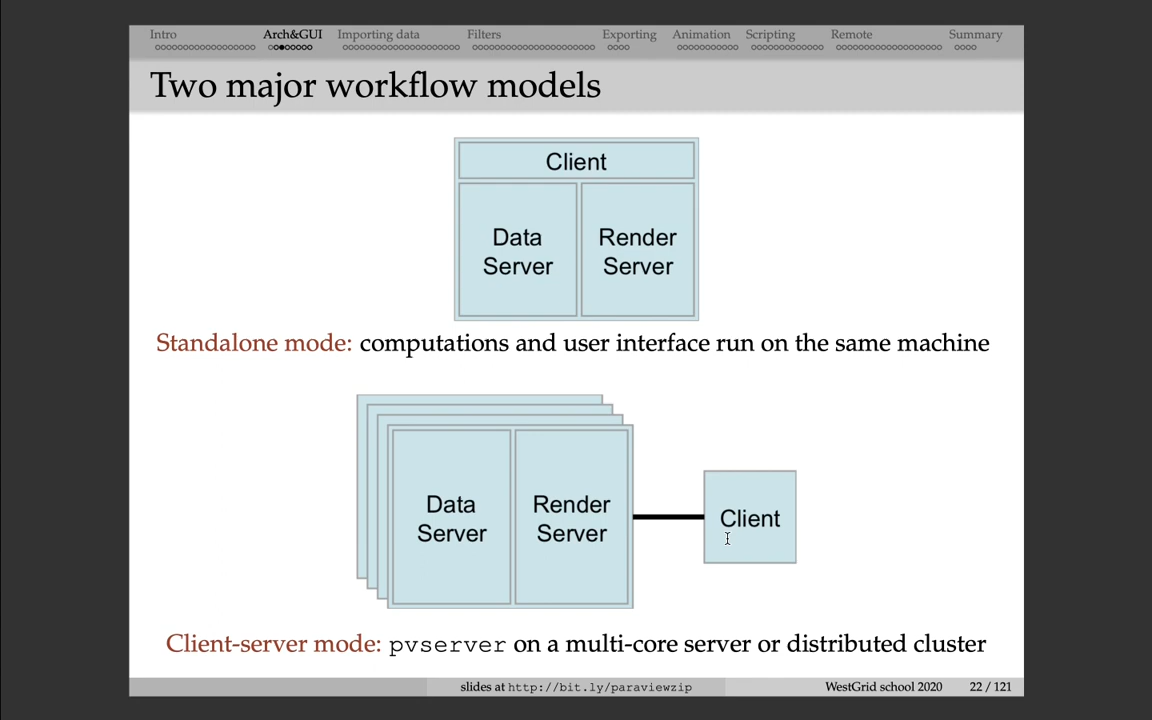 Intro Arch&GUI Importing data Filters Exporting Animation Scripting Remote Summary
Two major workflow models
Client
Data Server
Render Server
Standalone mode: computations and user interface run on the same machine
Data Server
Render Server
Client
Client-server mode: pvserver on a multi-core server or distributed cluster
slides at http://bit.ly/paraviewzip WestGrid school 2020 22 / 121